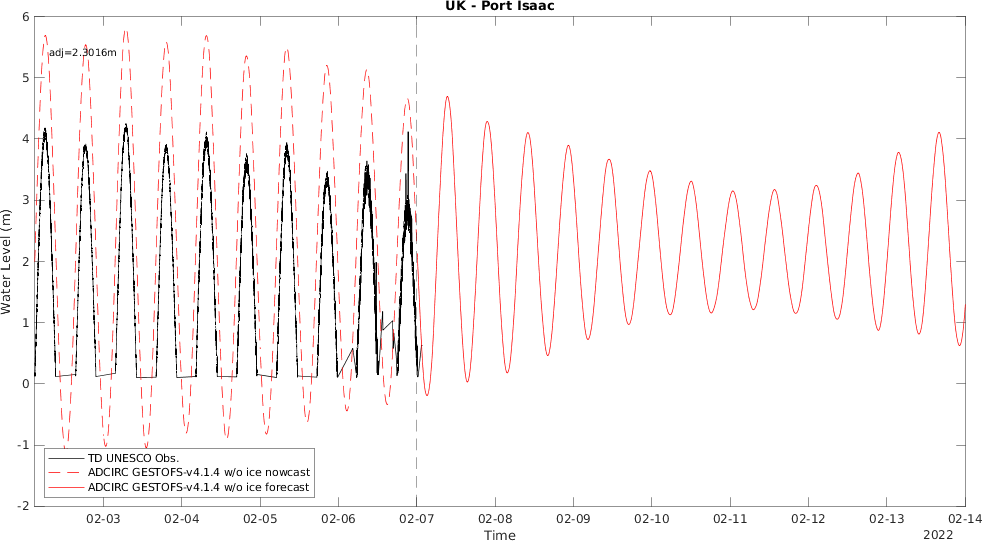 UK - Port Isaac
adj=2.3016m
6
5
4
3
2
1
0
-1
-2
Water Level (m)
TD UNESCO Obs.
ADCIRC GESTOFS-v4.1.4 w/o ice nowcast
ADCIRC GESTOFS-v4.1.4 w/o ice forecast
02-03 02-04 02-05 02-06 02-07 02-08 02-09 02-10 02-11 02-12 02-13 02-14
Time
2022